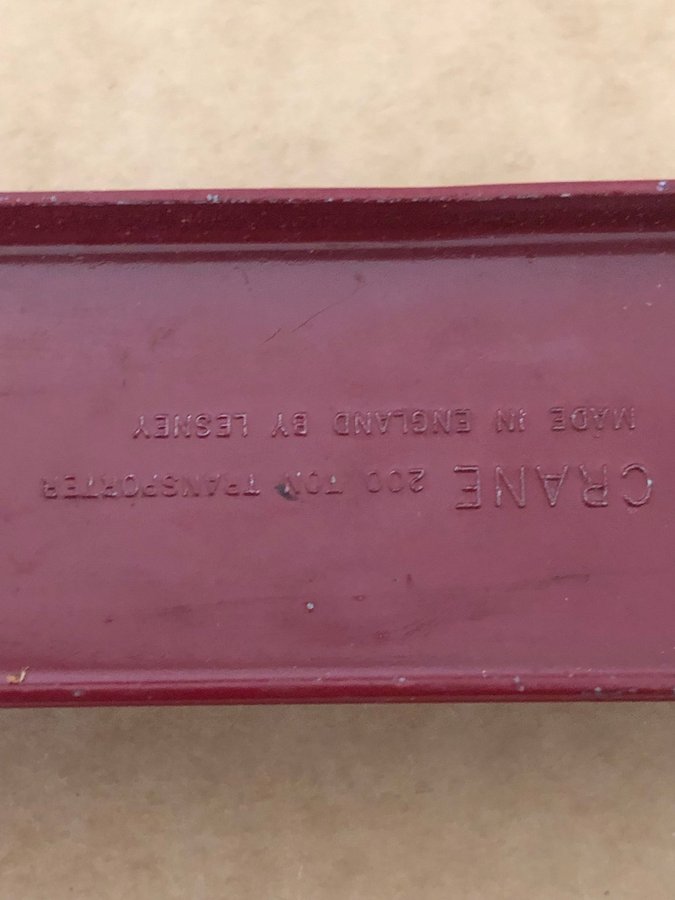 CRANE 200 TON TRANSPORTER
MADE IN ENGLAND BY LESNEY